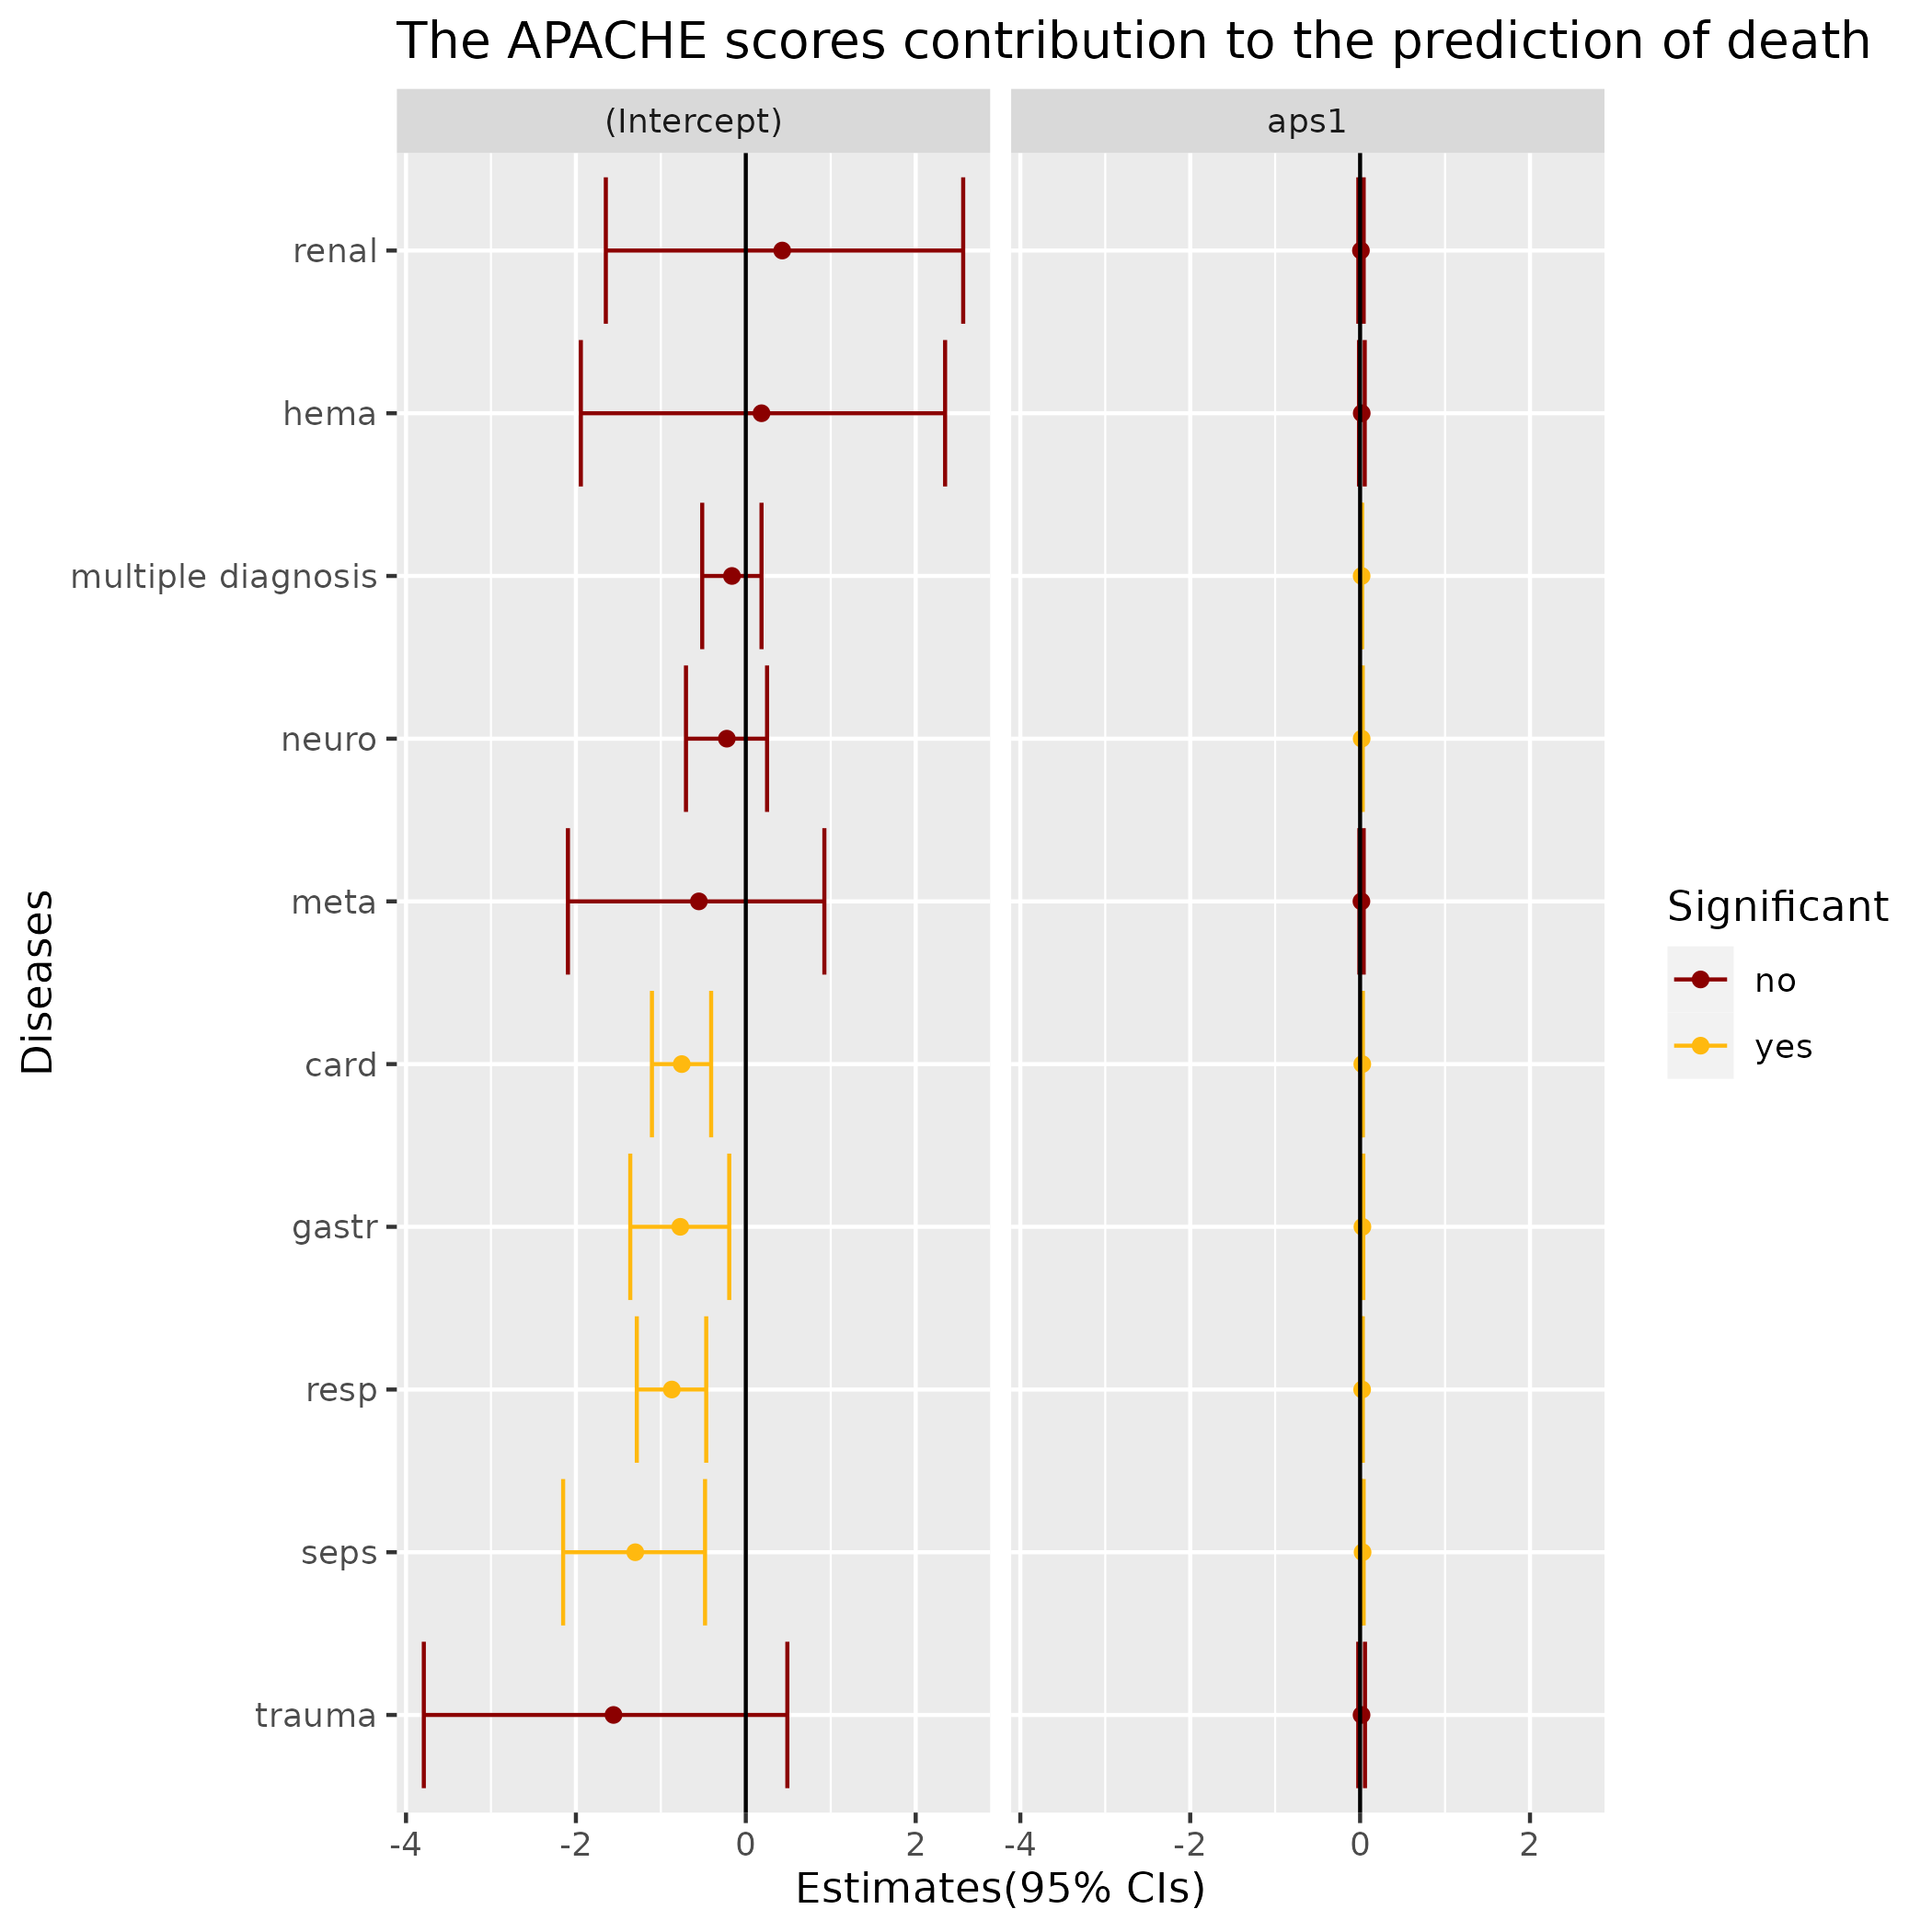 The APACHE scores contribution to the prediction of death
(Intercept)
aps1
renal
hema
multiple diagnosis
neuro
meta
card
gastr
resp
seps
trauma
Diseases
-4 -2 0 2
-4 -2 0 2
Estimates(95% CIs)
Significant
no
yes